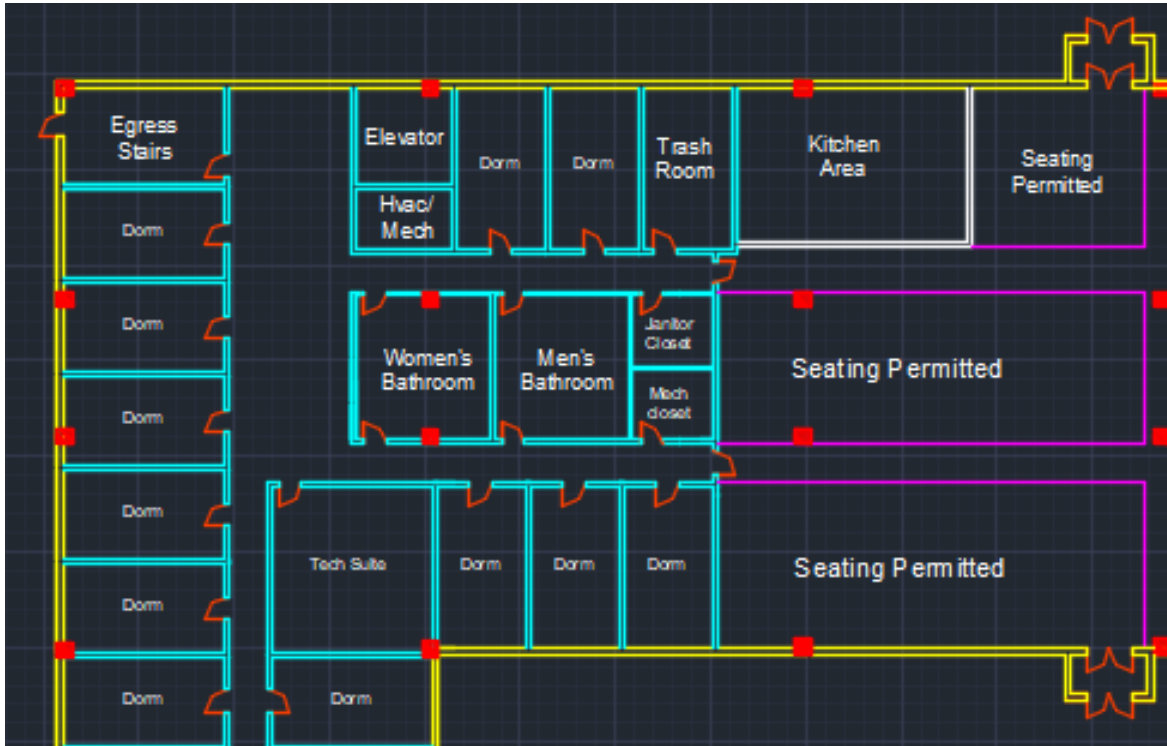 Egress
Stairs
Elevator
Dorm
Dorm
Trash
Room
Kitchen
Area
Seating
Permitted
Hvac/
Mech
Dorm
Dorm
Women's
Bathroom
Men's
Bathroom
Janitor
Closet
Mech
closet
Seating Permitted
Dorm
Dorm
Tech Suite
Dorm
Dorm
Dorm
Seating Permitted
Dorm
Dorm
Dorm